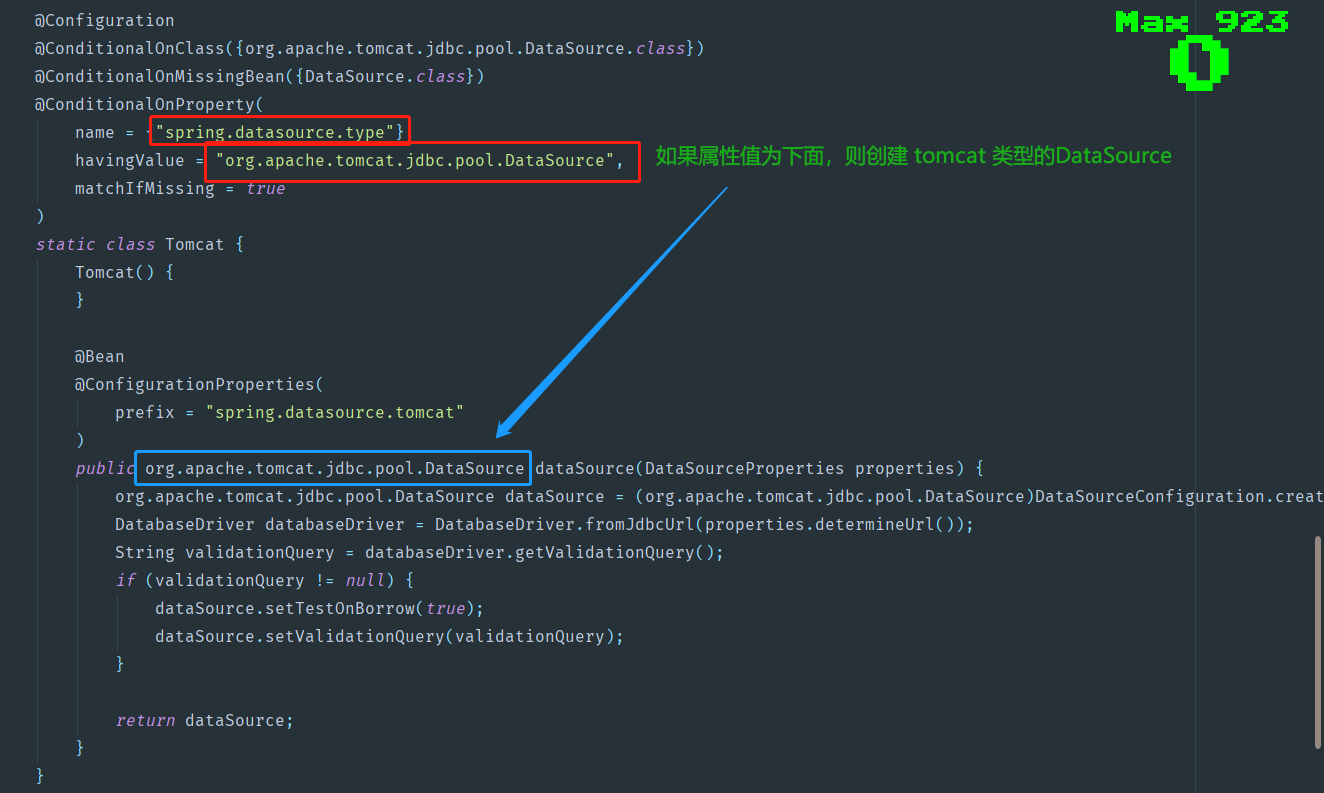 @Configuration
Max 923
0
@ConditionalOnClass({org.apache.tomcat.jdbc.pool.DataSource.class})
@ConditionalOnMissingBean({DataSource.class})
@ConditionalOnProperty(
name = {"spring.datasource.type"}
havingValue = "org.apache.tomcat.jdbc.pool.DataSource",
如果属性值为下面，则创建 tomcat 类型的DataSource
matchIfMissing = true
)
static class Tomcat {
Tomcat() {
}
@Bean
@ConfigurationProperties(
prefix = "spring.datasource.tomcat"
)
public org.apache.tomcat.jdbc.pool.DataSource dataSource(DataSourceProperties properties) {
org.apache.tomcat.jdbc.pool.DataSource dataSource = (org.apache.tomcat.jdbc.pool.DataSource)DataSourceConfiguration.creat
DatabaseDriver databaseDriver = DatabaseDriver.fromJdbcUrl(properties.determineUrl());
String validationQuery = databaseDriver.getValidationQuery();
if (validationQuery != null) {
dataSource.setTestOnBorrow(true);
dataSource.setValidationQuery(validationQuery);
}
return dataSource;
}
}